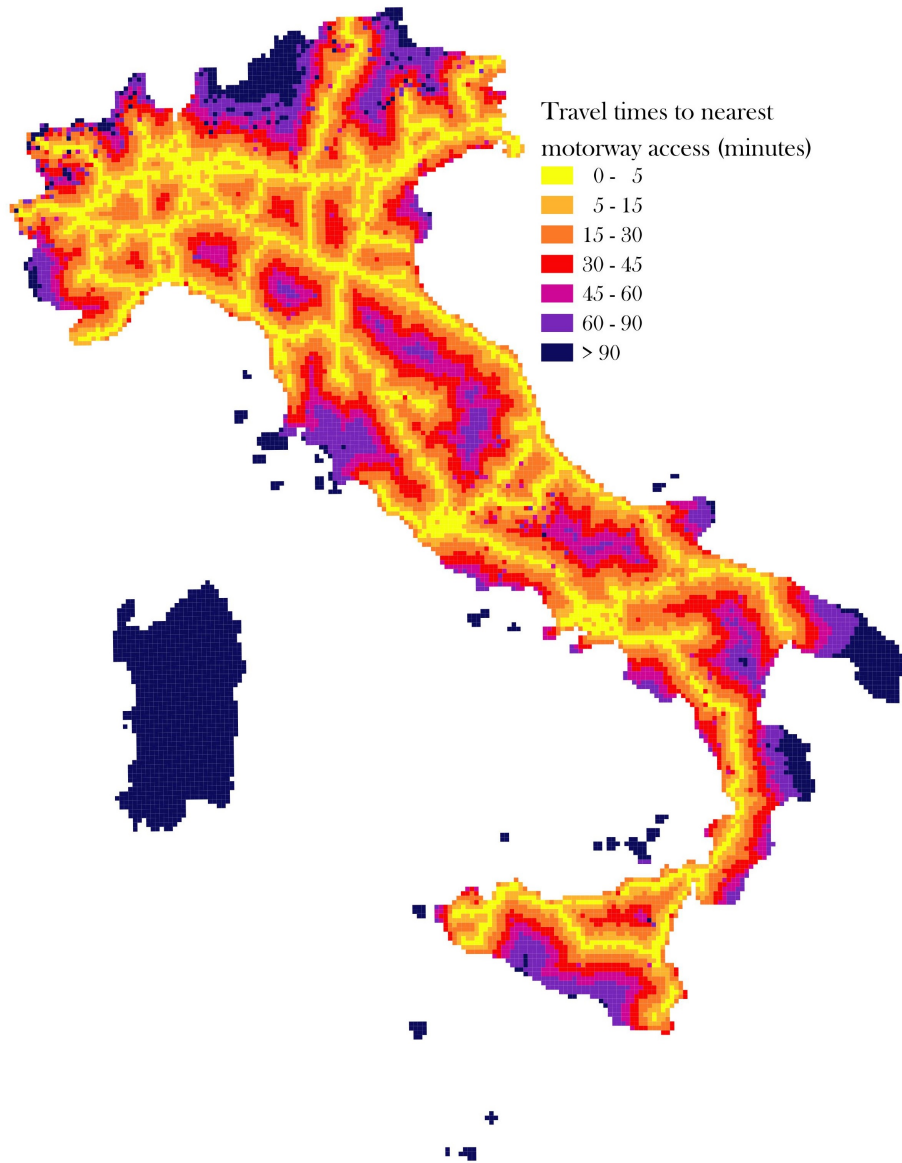 Travel times to nearest
motorway access (minutes)
0 - 5
5 - 15
15 - 30
30 - 45
45 - 60
60 - 90
> 90